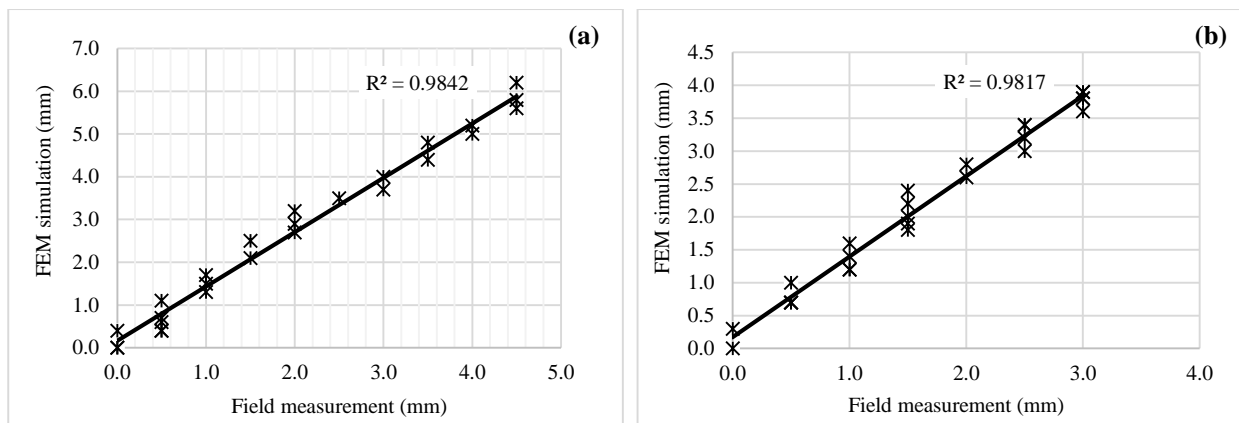 (a)
7.0
6.0
5.0
4.0
3.0
2.0
1.0
0.0
FEM simulation (mm)
R² = 0.9842
0.0 1.0 2.0 3.0 4.0 5.0
Field measurement (mm)
(b)
4.5
4.0
3.5
3.0
2.5
2.0
1.5
1.0
0.5
0.0
FEM simulation (mm)
R² = 0.9817
0.0 1.0 2.0 3.0 4.0
Field measurement (mm)